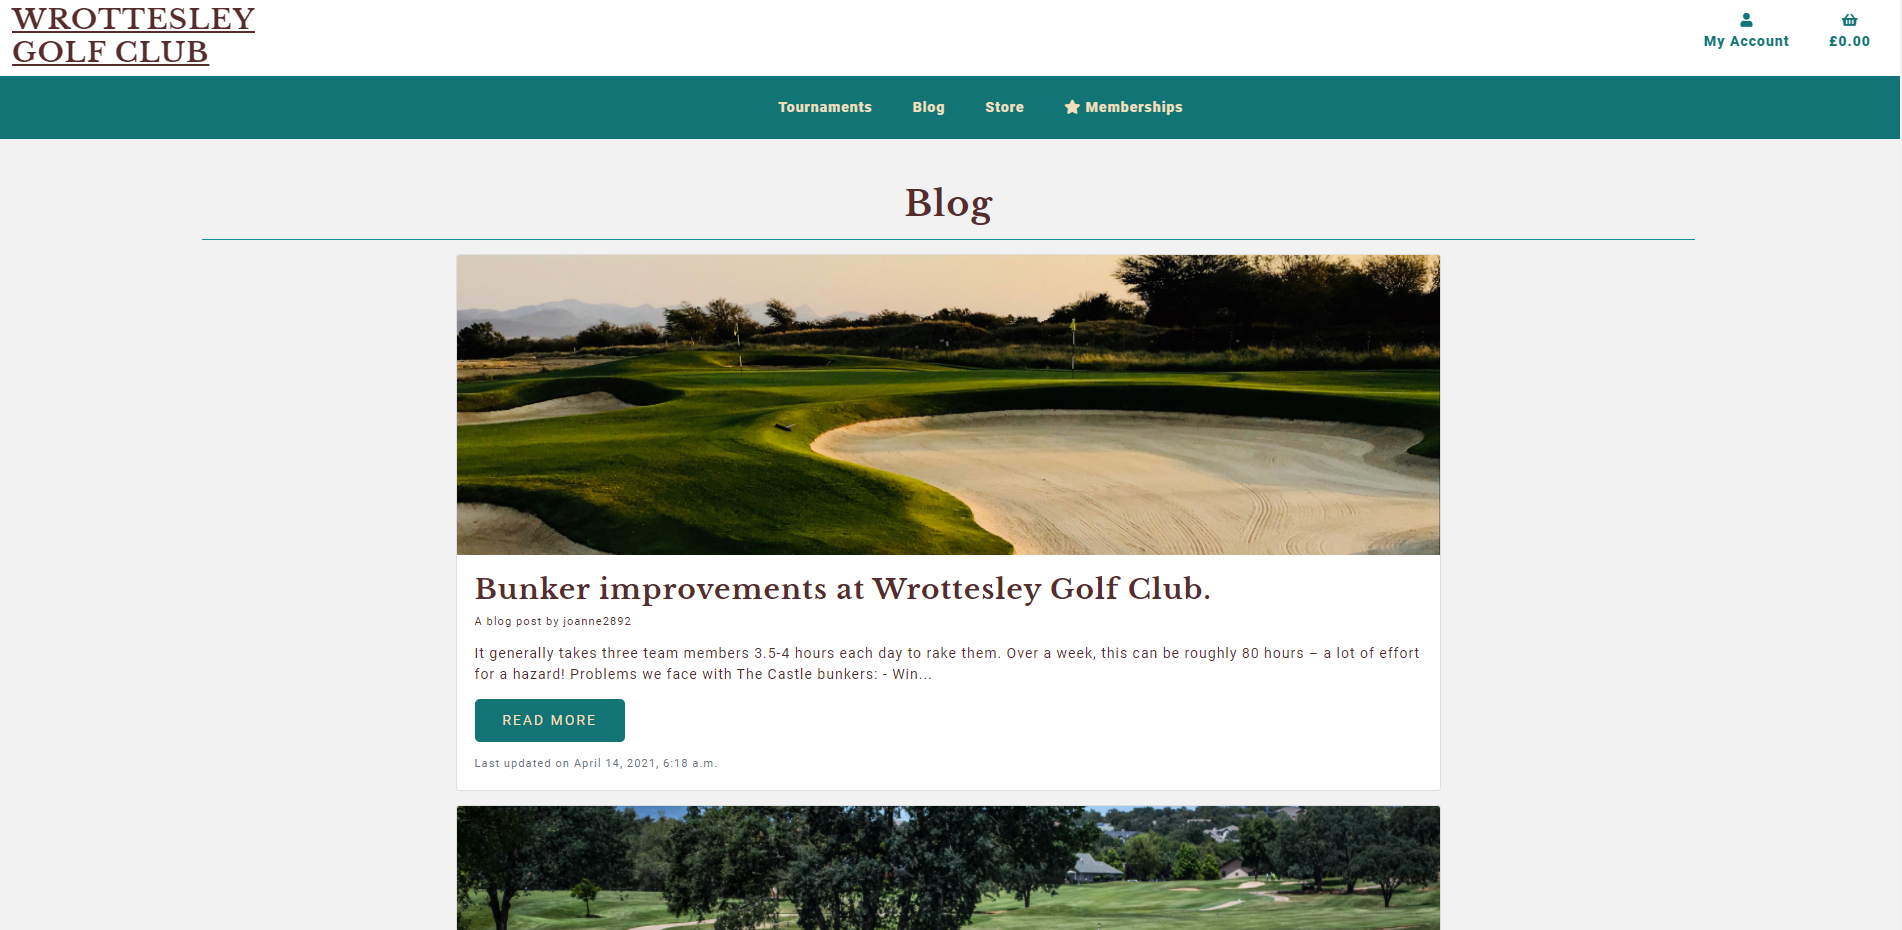 WROTTESLEY
GOLF CLUB
My Account
£0.00
Tournaments Blog Store Memberships
Blog
Bunker improvements at Wrottesley Golf Club.
A blog post by joanne2892
It generally takes three team members 3.5-4 hours each day to rake them. Over a week, this can be roughly 80 hours – a lot of effort
for a hazard! Problems we face with The Castle bunkers: - Win...
READ MORE
Last updated on April 14, 2021, 6:18 a.m.